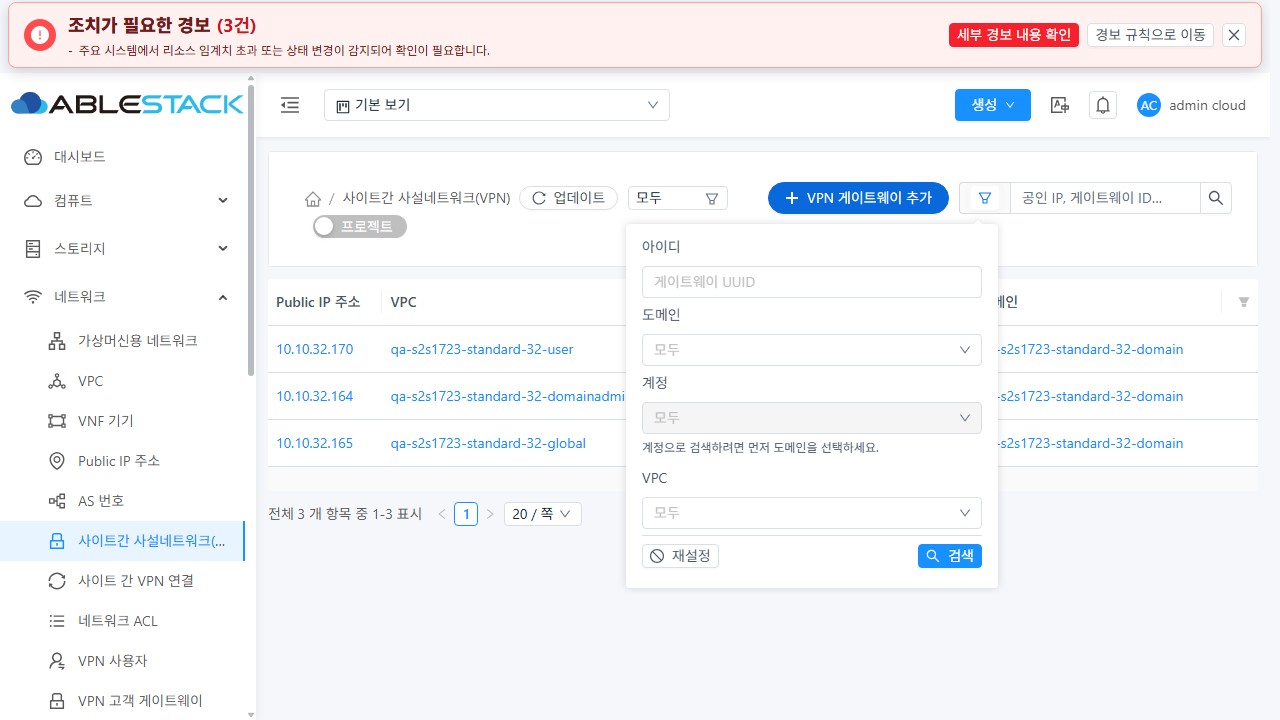 조치가 필요한 경보 (3건)
- 주요 시스템에서 리소스 임계치 초과 또는 상태 변경이 감지되어 확인이 필요합니다.
세부 경보 내용 확인
경보 규칙으로 이동
ABLESTACK
기본 보기
생성
AC
admin cloud
대시보드
컴퓨트
스토리지
네트워크
가상머신용 네트워크
VPC
VNF 기기
Public IP 주소
AS 번호
사이트간 사설네트워크(...
사이트 간 VPN 연결
네트워크 ACL
VPN 사용자
VPN 고객 게이트웨이
/ 사이트간 사설네트워크(VPN)
업데이트
모두
VPN 게이트웨이 추가
공인 IP, 게이트웨이 ID...
프로젝트
Public IP 주소
VPC
메인
10.10.32.170
qa-s2s1723-standard-32-user
-s2s1723-standard-32-domain
10.10.32.164
qa-s2s1723-standard-32-domainadmi
-s2s1723-standard-32-domain
10.10.32.165
qa-s2s1723-standard-32-global
-s2s1723-standard-32-domain
전체 3 개 항목 중 1-3 표시
1
20 / 쪽
아이디
게이트웨이 UUID
도메인
모두
계정
모두
계정으로 검색하려면 먼저 도메인을 선택하세요.
VPC
모두
재설정
검색